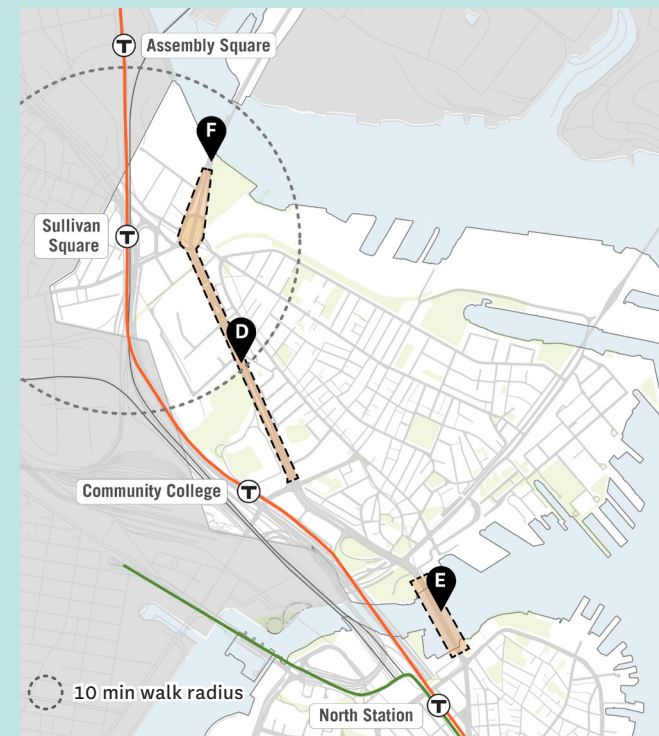 T Assembly Square
F
Sullivan
Square T
D
Community College T
E
10 min walk radius
North Station T